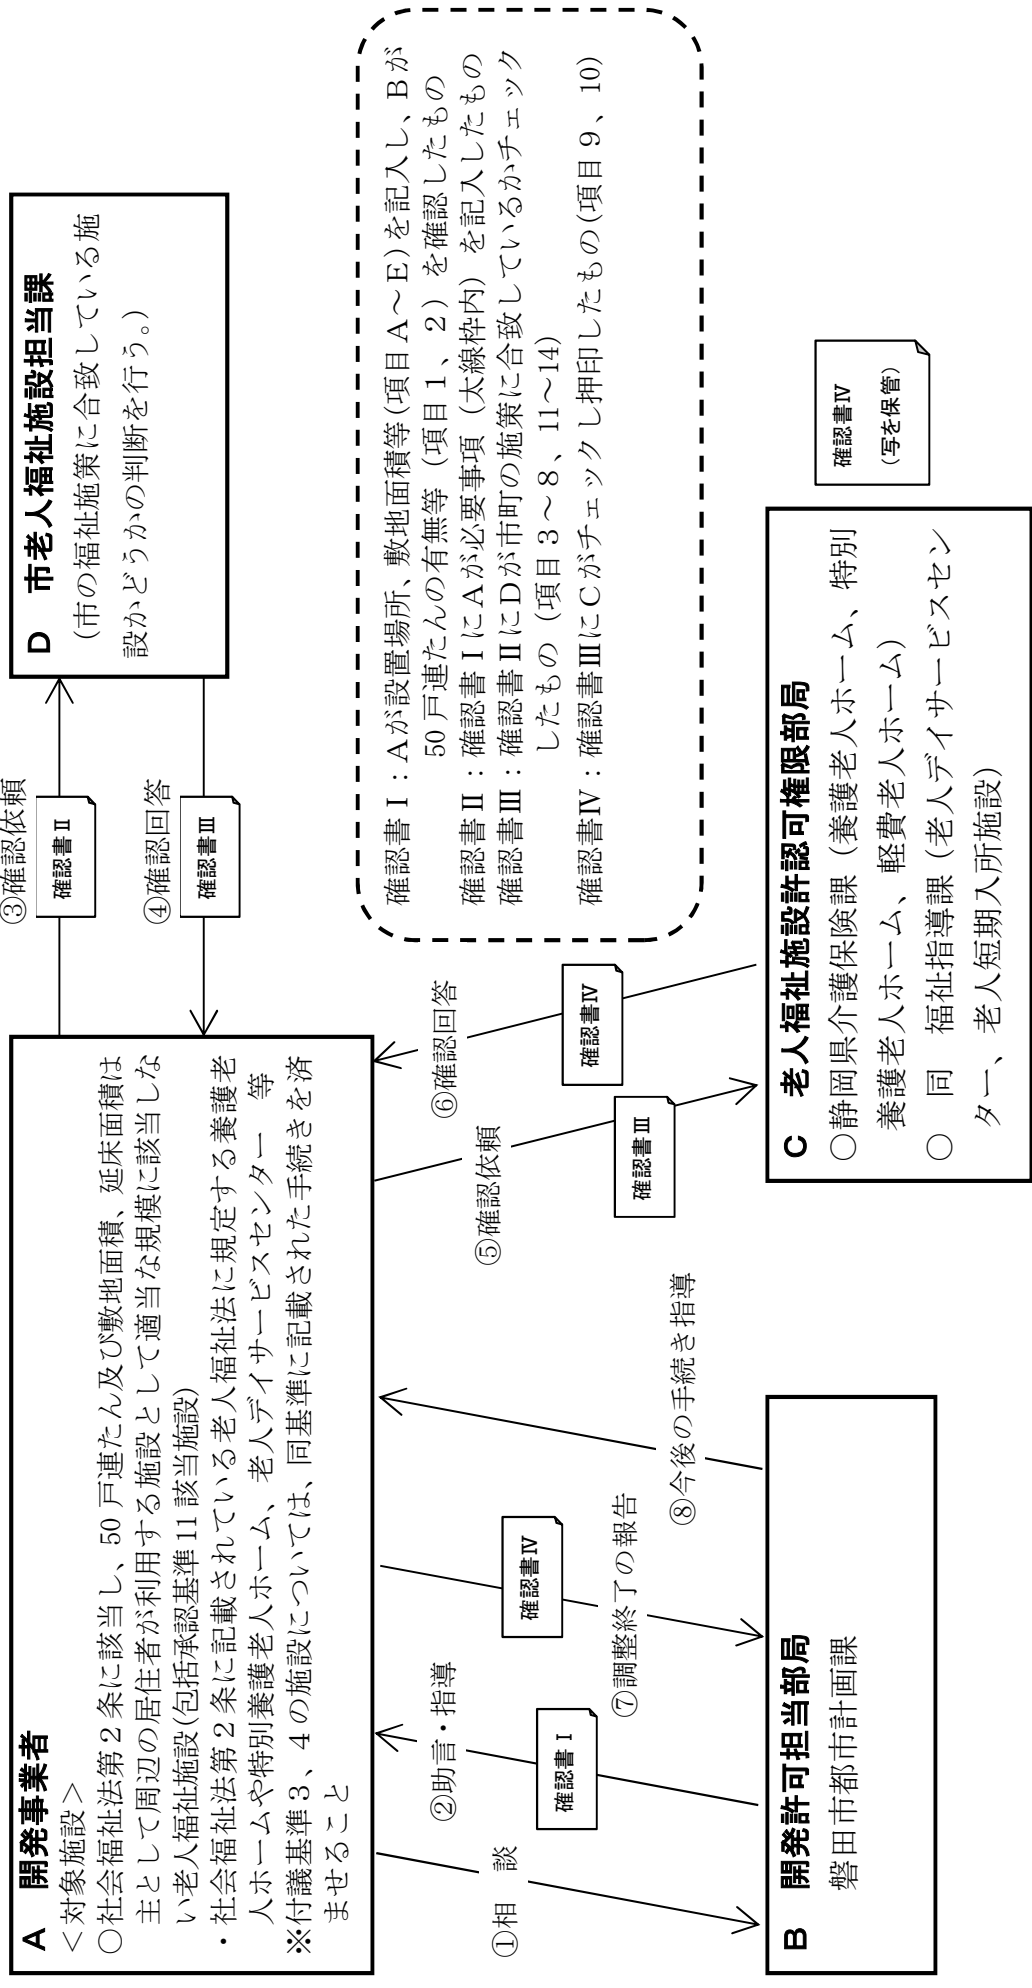 A 開発事業者
＜対象施設＞
○社会福祉法第２条に該当し、50 戸連たん及び敷地面積、延床面積は
主として周辺の居住者が利用する施設として適当な規模に該当しな
い老人福祉施設(包括承認基準 11 該当施設)
・社会福祉法第２条に記載されている老人福祉法に規定する養護老
人ホームや特別養護老人ホーム、老人デイサービスセンター　等
※付議基準３、４の施設については、同基準に記載された手続きを済
ませること
③確認依頼
確認書Ⅱ
④確認回答
確認書Ⅲ
D 市老人福祉施設担当課
(市の福祉施策に合致している施
設かどうかの判断を行う。)
①相　談
②助言・指導
確認書Ⅰ
確認書Ⅳ
⑦調整終了の報告
⑧今後の手続き指導
⑤確認依頼
確認書Ⅲ
⑥確認回答
確認書Ⅳ
確認書Ⅰ：Ａが設置場所、敷地面積等(項目Ａ～Ｅ)を記入し、Ｂが
50 戸連たんの有無等（項目１、２）を確認したもの
確認書Ⅱ：確認書ⅠにＡが必要事項（太線枠内）を記入したもの
確認書Ⅲ：確認書ⅡにＤが市町の施策に合致しているかチェック
したもの（項目３～８、11～14）
確認書Ⅳ：確認書ⅢにＣがチェックし押印したもの(項目９、10)
B 開発許可担当部局
磐田市都市計画課
C 老人福祉施設許認可権限部局
○静岡県介護保険課（養護老人ホーム、特別
養護老人ホーム、軽費老人ホーム）
○　同　福祉指導課（老人デイサービスセン
ター、老人短期入所施設）
確認書Ⅳ
(写を保管)